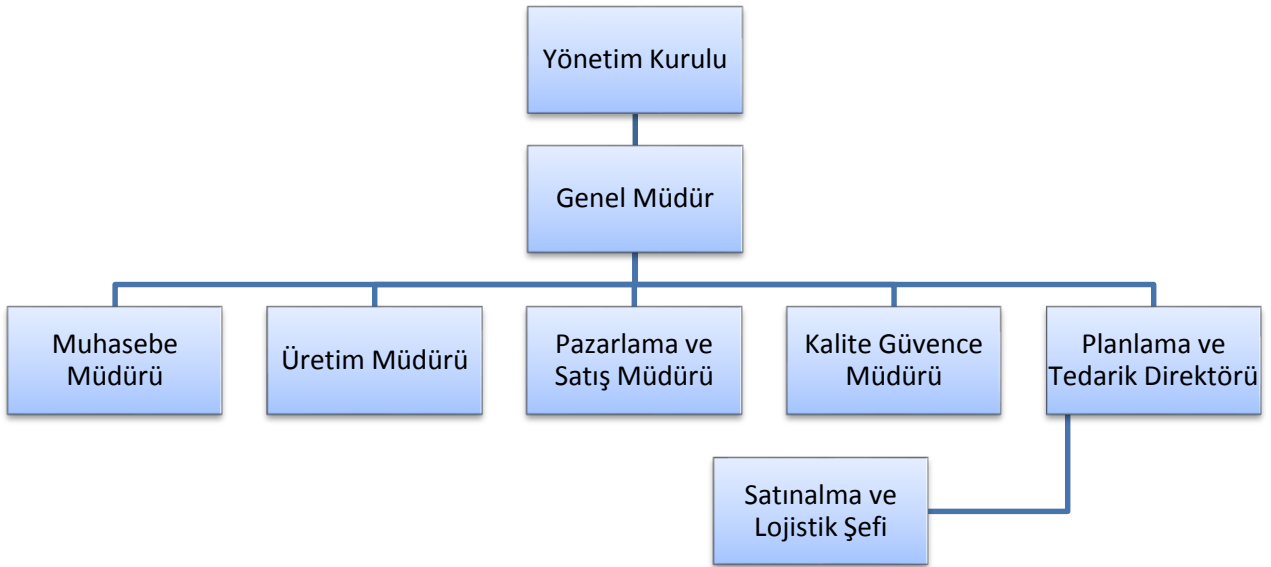 Yönetim Kurulu
Genel Müdür
Muhasebe
Müdürü
Üretim Müdürü
Pazarlama ve
Satış Müdürü
Kalite Güvence
Müdürü
Planlama ve
Tedarik Direktörü
Satınalma ve
Lojistik Şefi